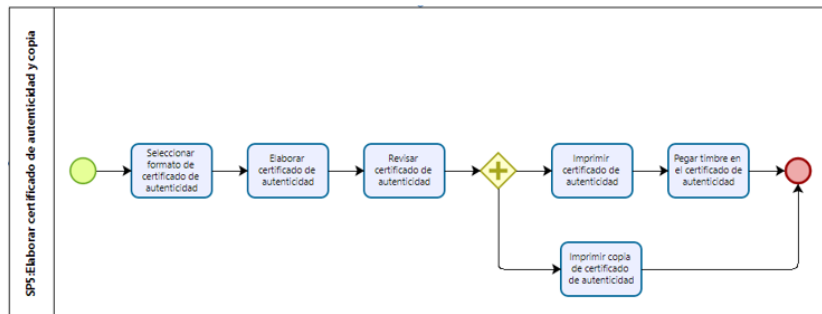 SP5:Elaborar certificado de autenticidad y copia
Seleccionar
formato de
certificado de
autenticidad
Elaborar
certificado de
autenticidad
Revisar
certificado de
autenticidad
Imprimir
certificado de
autenticidad
Pegar timbre en
el certificado de
autenticidad
Imprimir copia
de certificado
de autenticidad